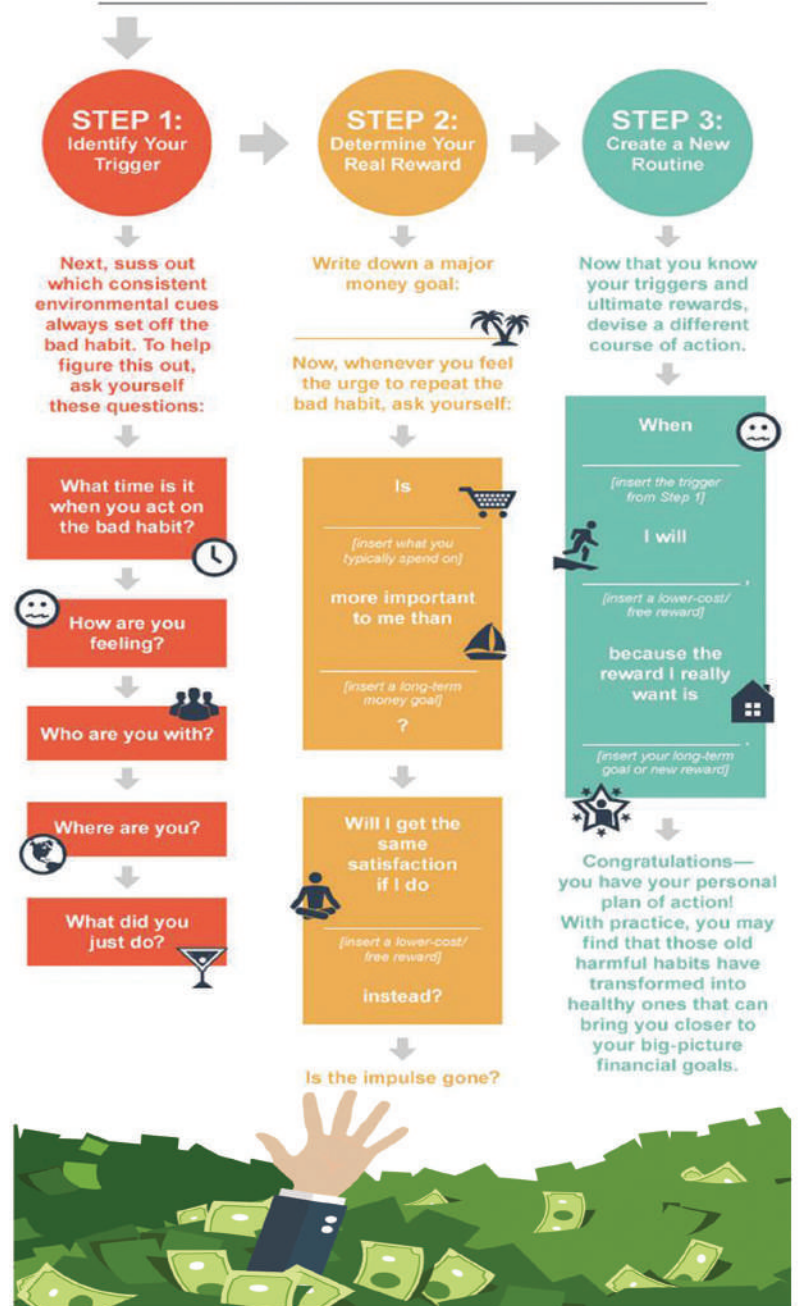 STEP 1:
Identify Your
Trigger
Next, suss out
which consistent
environmental cues
always set off the
bad habit. To help
figure this out,
ask yourself
these questions:
What time is it
when you act on
the bad habit?
How are you
feeling?
Who are you with?
Where are you?
What did you
just do?
STEP 2:
Determine Your
Real Reward
Write down a major
money goal:
Now, whenever you feel
the urge to repeat the
bad habit, ask yourself:
Is
[insert what you
typically spend on]
more important
to me than
[insert a long-term
money goal]
?
Will I get the
same
satisfaction
if I do
[insert a lower-cost/
free reward]
instead?
Is the impulse gone?
STEP 3:
Create a New
Routine
Now that you know
your triggers and
ultimate rewards,
devise a different
course of action.
When
[insert the trigger
from Step 1]
I will
,
[insert a lower-cost/
free reward]
because the
reward I really
want is
.
[insert your long-term
goal or new reward]
Congratulations—
you have your personal
plan of action!
With practice, you may
find that those old
harmful habits have
transformed into
healthy ones that can
bring you closer to
your big-picture
financial goals.